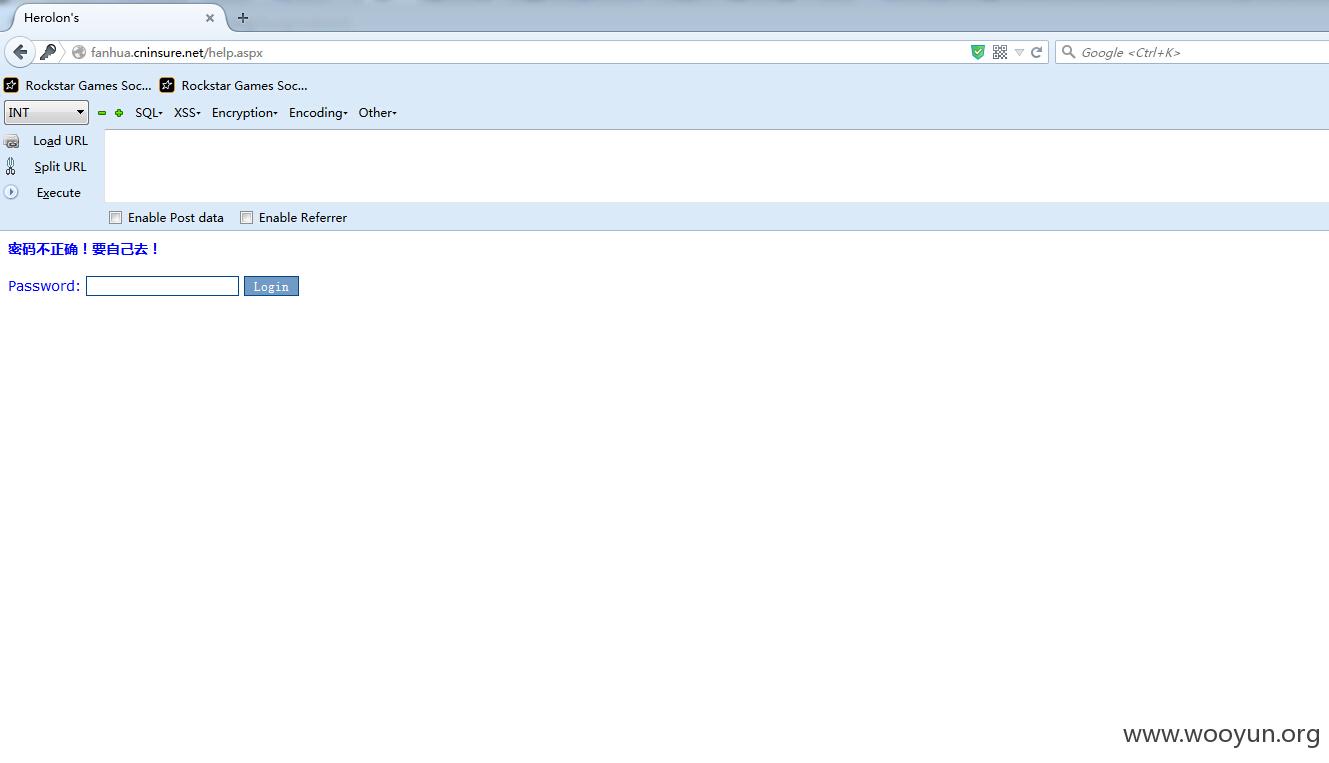 Herolon's
fanhua.cninsure.net/help.aspx
Google <Ctrl+K>
Rockstar Games Soc... Rockstar Games Soc...
INT SQL XSS Encryption Encoding Other
Load URL
Split URL
Execute
Enable Post data Enable Referrer
密码不正确！要自己去！
Password: Login
www.wooyun.org